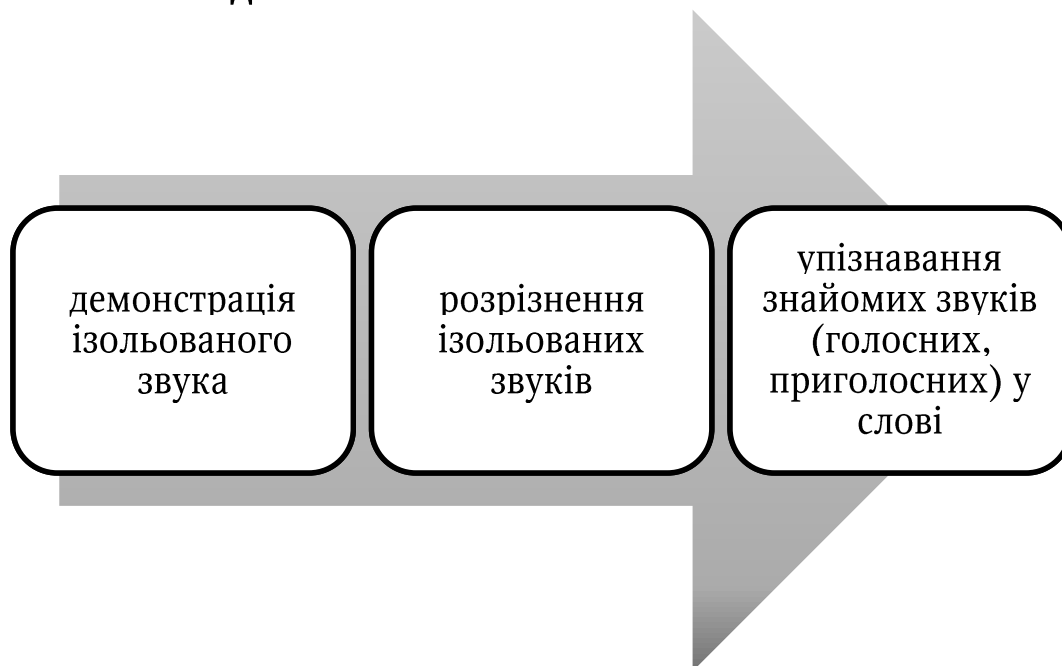 демонстрація
ізольованого
звука
розрізнення
ізольованих
звуків
упізнавання
знайомих звуків
(голосних,
приголосних) у
слові